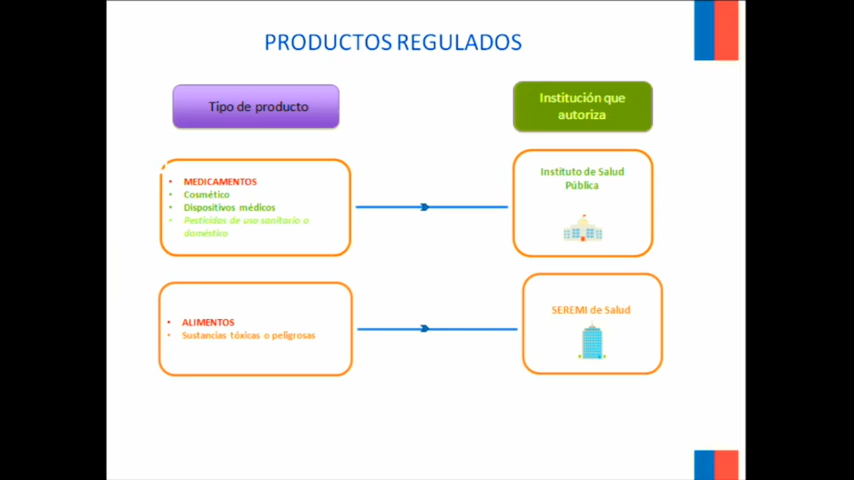 PRODUCTOS REGULADOS
Tipo de producto
Institución que
autoriza
• MEDICAMENTOS
• Cosmético
• Dispositivos médicos
• Pesticidas de uso sanitario o
doméstico
Instituto de Salud
Pública
• ALIMENTOS
• Sustancias tóxicas o peligrosas
SEREMI de Salud